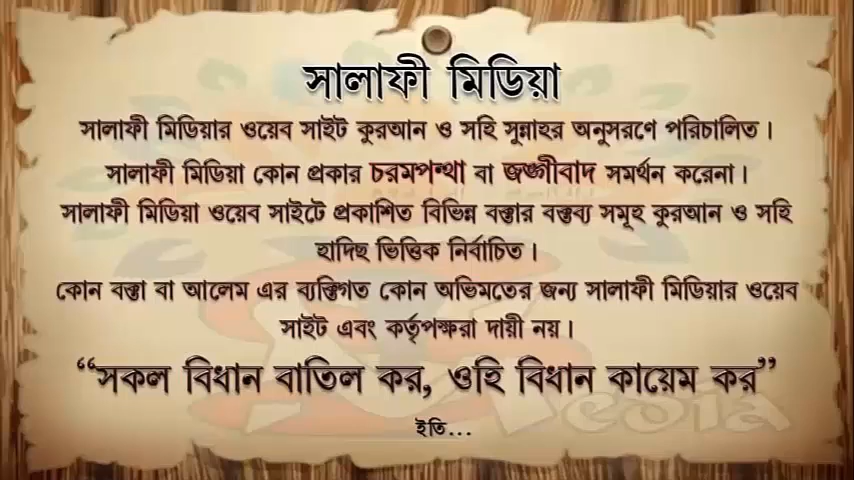 সালাফী মিডিয়া
সালাফী মিডিয়ার ওয়েব সাইট কুরআন ও সহি সুন্নাহর অনুসরণে পরিচালিত।
সালাফী মিডিয়া কোন প্রকার চরমপন্থা বা জঙ্গীবাদ সমর্থন করেনা।
সালাফী মিডিয়া ওয়েব সাইটে প্রকাশিত বিভিন্ন বক্তার বক্তব্য সমূহ কুরআন ও সহি
হাদিছ ভিত্তিক নির্বাচিত।
কোন বক্তা বা আলেম এর ব্যক্তিগত কোন অভিমতের জন্য সালাফী মিডিয়ার ওয়েব
সাইট এবং কর্তৃপক্ষরা দায়ী নয়।
“সকল বিধান বাতিল কর, ওহি বিধান কায়েম কর”
ইতি...